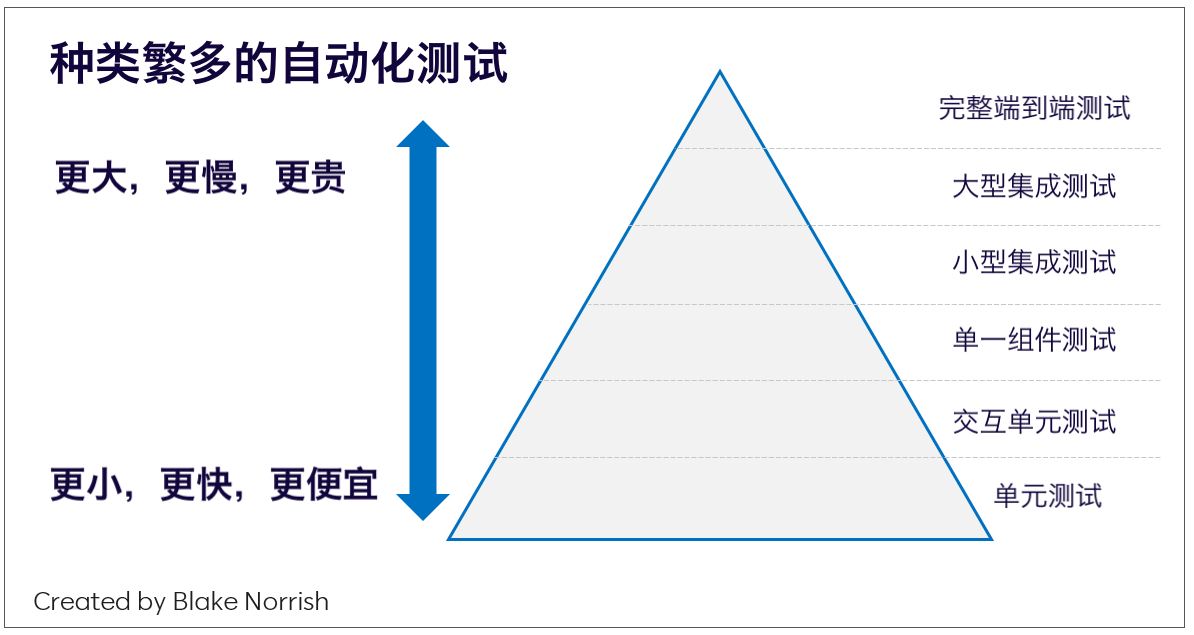 种类繁多的自动化测试
更大，更慢，更贵
更小，更快，更便宜
完整端到端测试
大型集成测试
小型集成测试
单一组件测试
交互单元测试
单元测试
Created by Blake Norrish